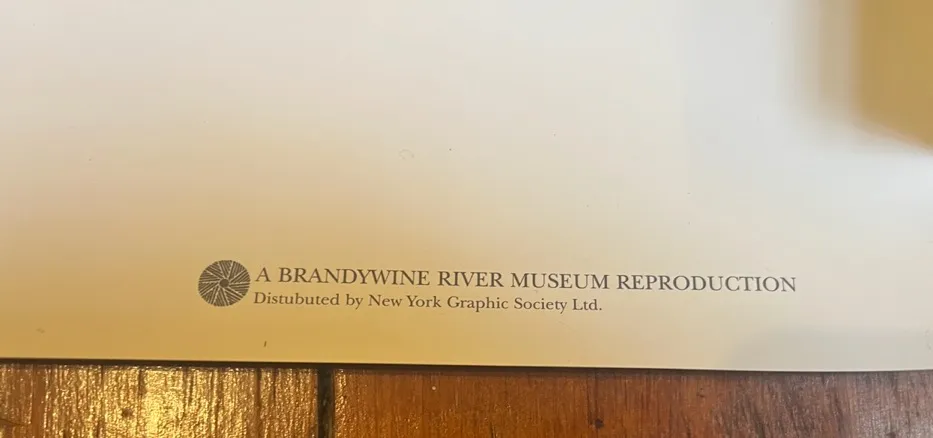 A BRANDYWINE RIVER MUSEUM REPRODUCTION
Distubuted by New York Graphic Society Ltd.